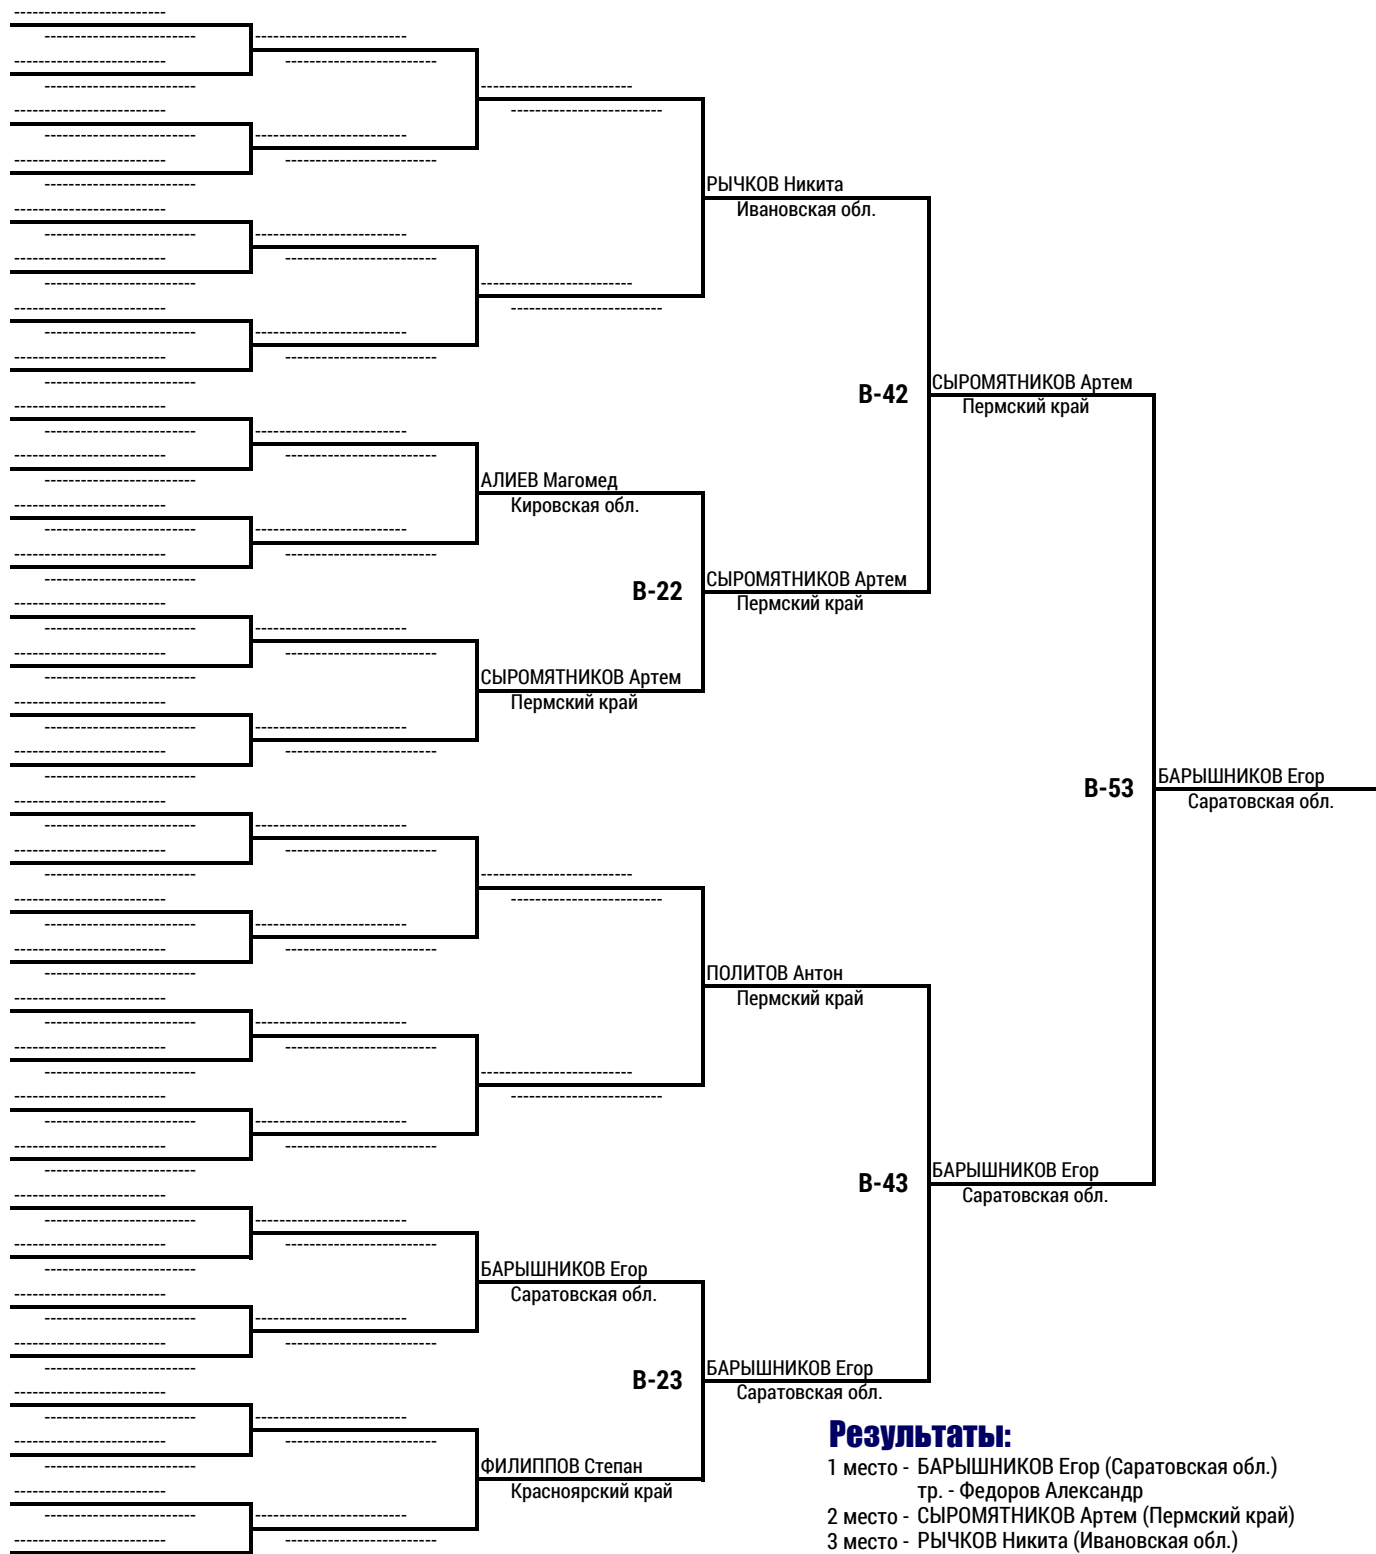 РЫЧКОВ Никита
Ивановская обл.
B-42
СЫРОМЯТНИКОВ Артем
Пермский край
АЛИЕВ Магомед
Кировская обл.
B-22
СЫРОМЯТНИКОВ Артем
Пермский край
СЫРОМЯТНИКОВ Артем
Пермский край
B-53
БАРЫШНИКОВ Егор
Саратовская обл.
ПОЛИТОВ Антон
Пермский край
B-43
БАРЫШНИКОВ Егор
Саратовская обл.
БАРЫШНИКОВ Егор
Саратовская обл.
B-23
БАРЫШНИКОВ Егор
Саратовская обл.
ФИЛИППОВ Степан
Красноярский край
Результаты:
1 место - БАРЫШНИКОВ Егор (Саратовская обл.)
тр. - Федоров Александр
2 место - СЫРОМЯТНИКОВ Артем (Пермский край)
3 место - РЫЧКОВ Никита (Ивановская обл.)